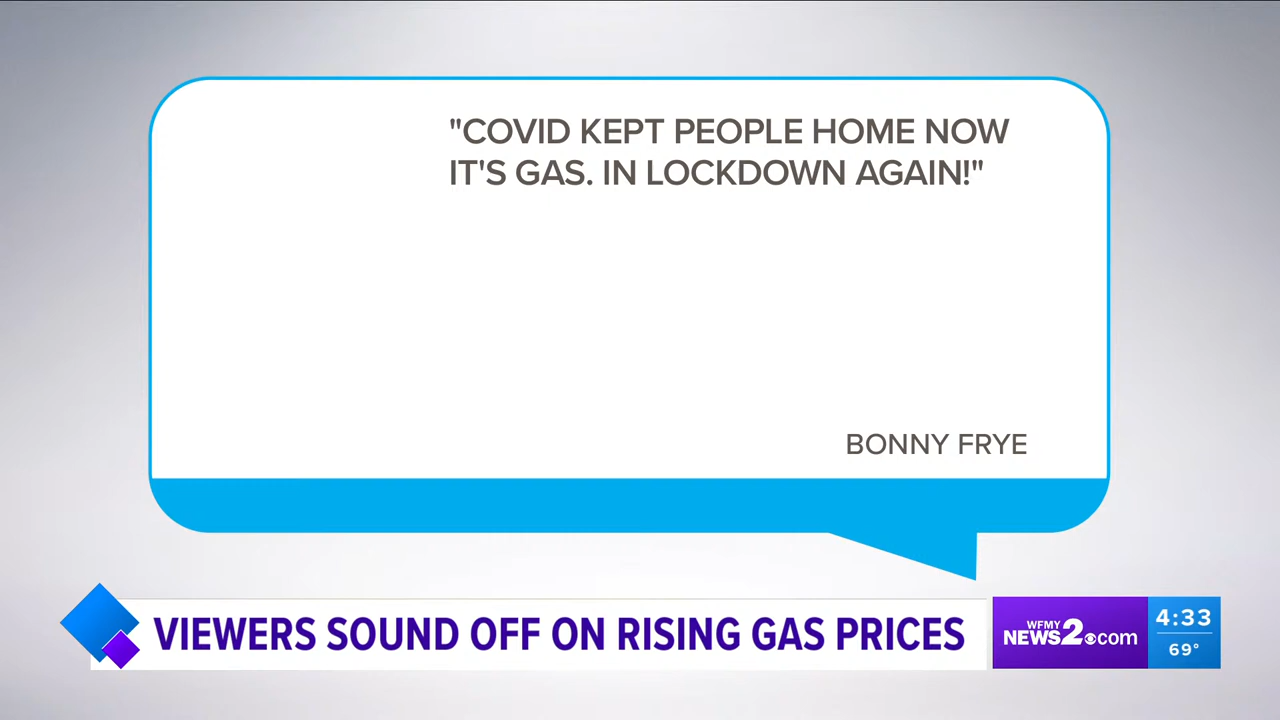 "COVID KEPT PEOPLE HOME NOW
IT'S GAS. IN LOCKDOWN AGAIN!"
BONNY FRYE
VIEWERS SOUND OFF ON RISING GAS PRICES
WFMY
NEWS2.com
4:33
69°